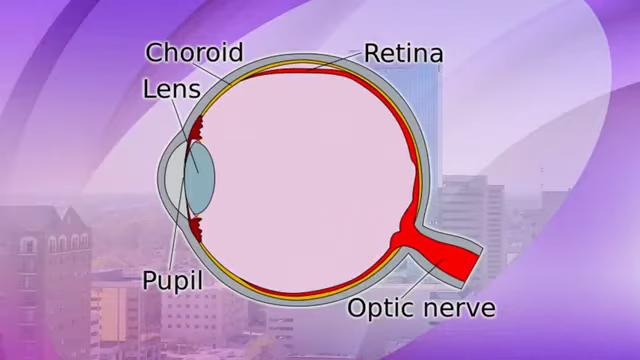 Choroid
Retina
Lens
Pupil
Optic nerve